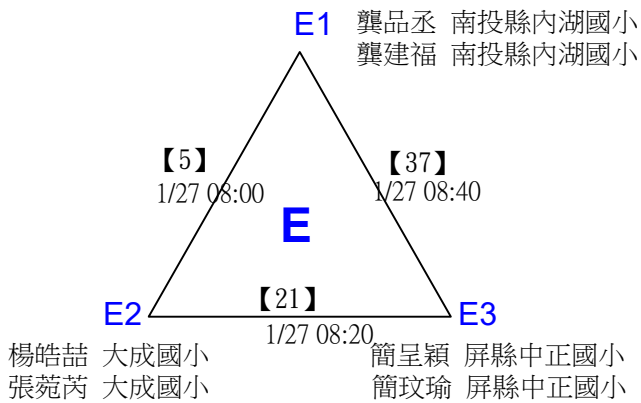 E1
龔品丞 南投縣內湖國小
龔建福 南投縣內湖國小
【5】
1/27 08:00
【37】
1/27 08:40
E
【21】
1/27 08:20
E2
E3
楊皓喆 大成國小
張菀芮 大成國小
簡呈穎 屏縣中正國小
簡玟瑜 屏縣中正國小